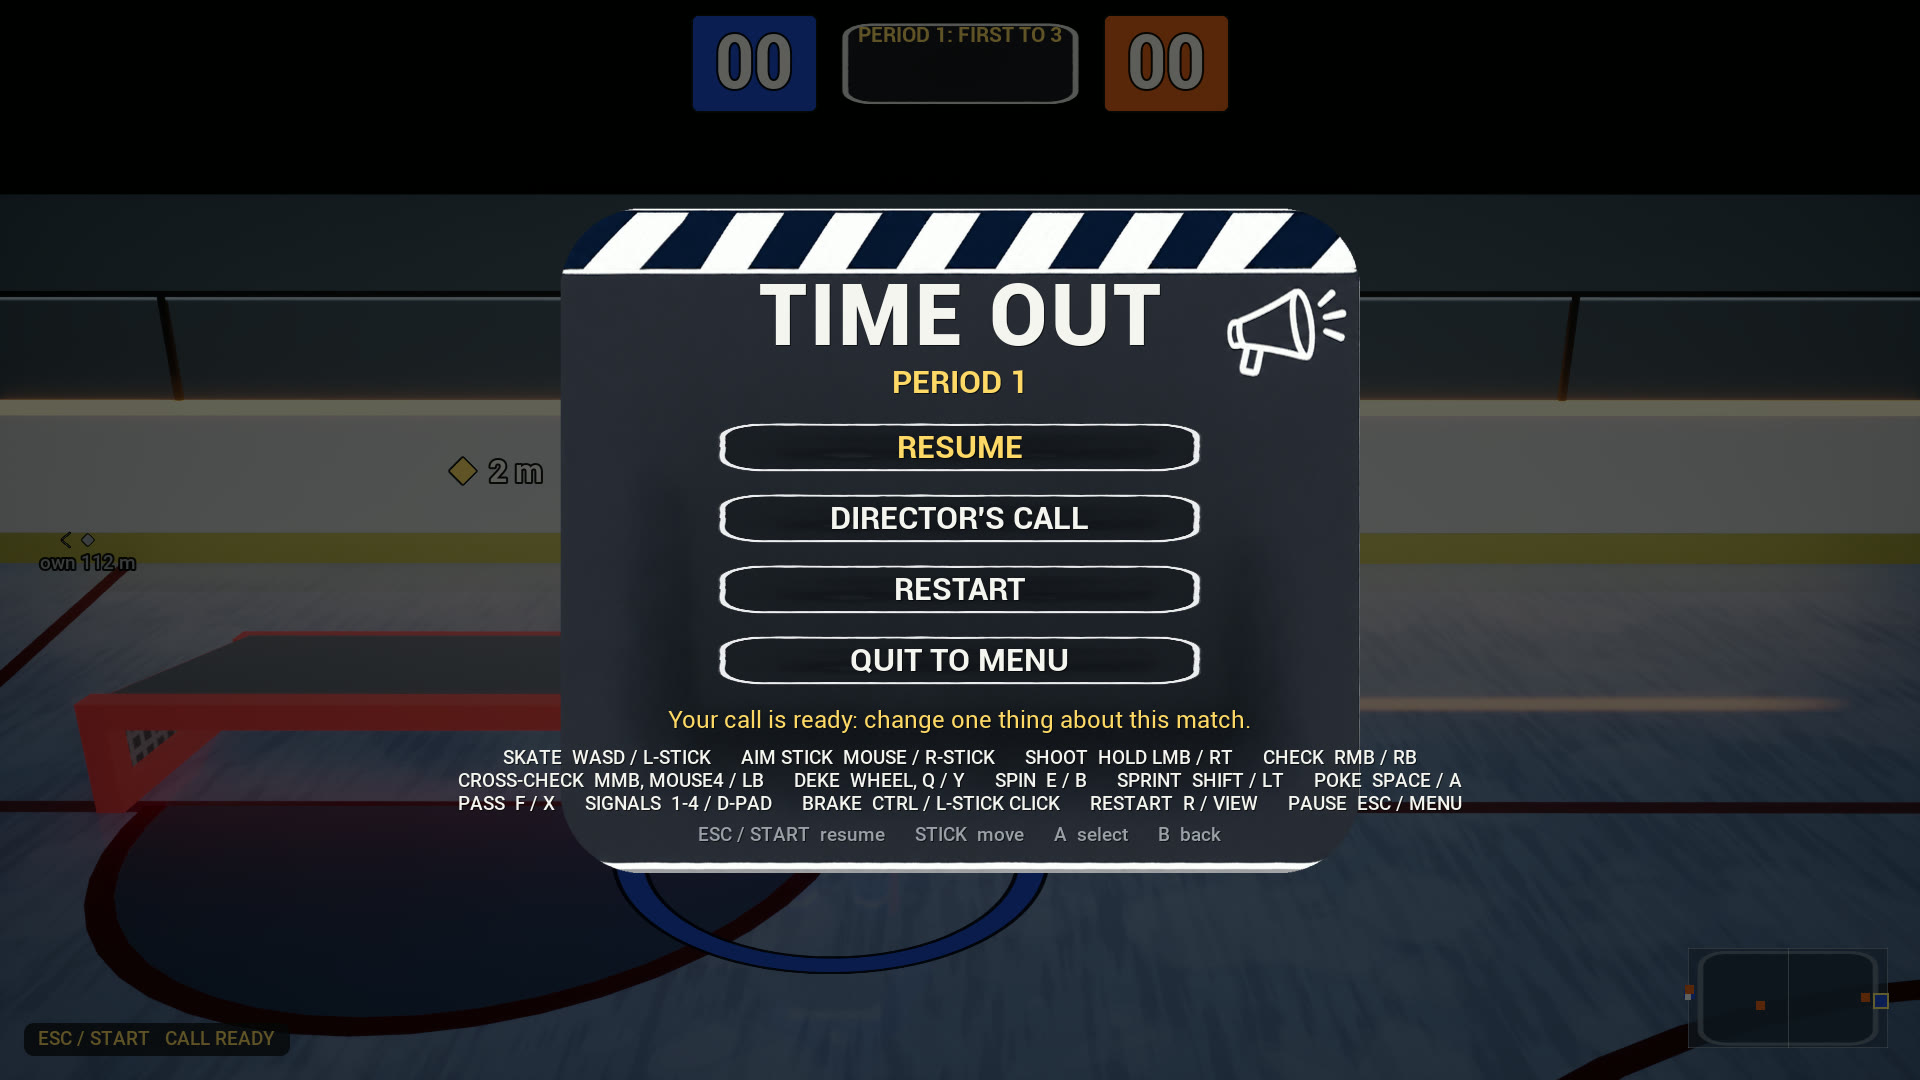 00 PERIOD 1: FIRST TO 3 00
TIME OUT
PERIOD 1
RESUME
2 m
DIRECTOR'S CALL
own 112 m
RESTART
QUIT TO MENU
Your call is ready: change one thing about this match.
SKATE WASD / L-STICK AIM STICK MOUSE / R-STICK SHOOT HOLD LMB / RT CHECK RMB / RB
CROSS-CHECK MMB, MOUSE4 / LB DEKE WHEEL, Q / Y SPIN E / B SPRINT SHIFT / LT POKE SPACE / A
PASS F / X SIGNALS 1-4 / D-PAD BRAKE CTRL / L-STICK CLICK RESTART R / VIEW PAUSE ESC / MENU
ESC / START resume STICK move A select B back
ESC / START CALL READY